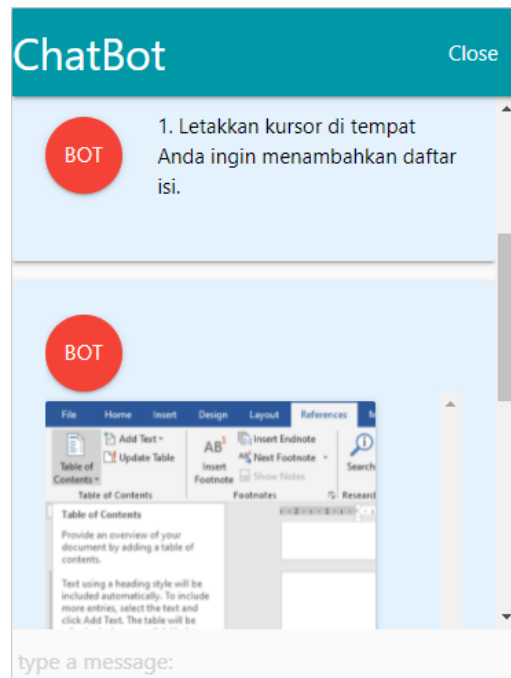 ChatBot
Close
BOT
1. Letakkan kursor di tempat
Anda ingin menambahkan daftar
isi.
BOT
File Home Insert Design Layout References M
Table of
Contents
Add Text
Update Table
Table of Contents
AB1
Insert
Footnote
Insert Endnote
Next Footnote
Show Notes
Footnotes
Search
Research
Table of Contents
Provide an overview of your
document by adding a table of
contents.
Text using a heading style will be
included automatically. To include
more entries, select the text and
click Add Text. The table will be
type a message: